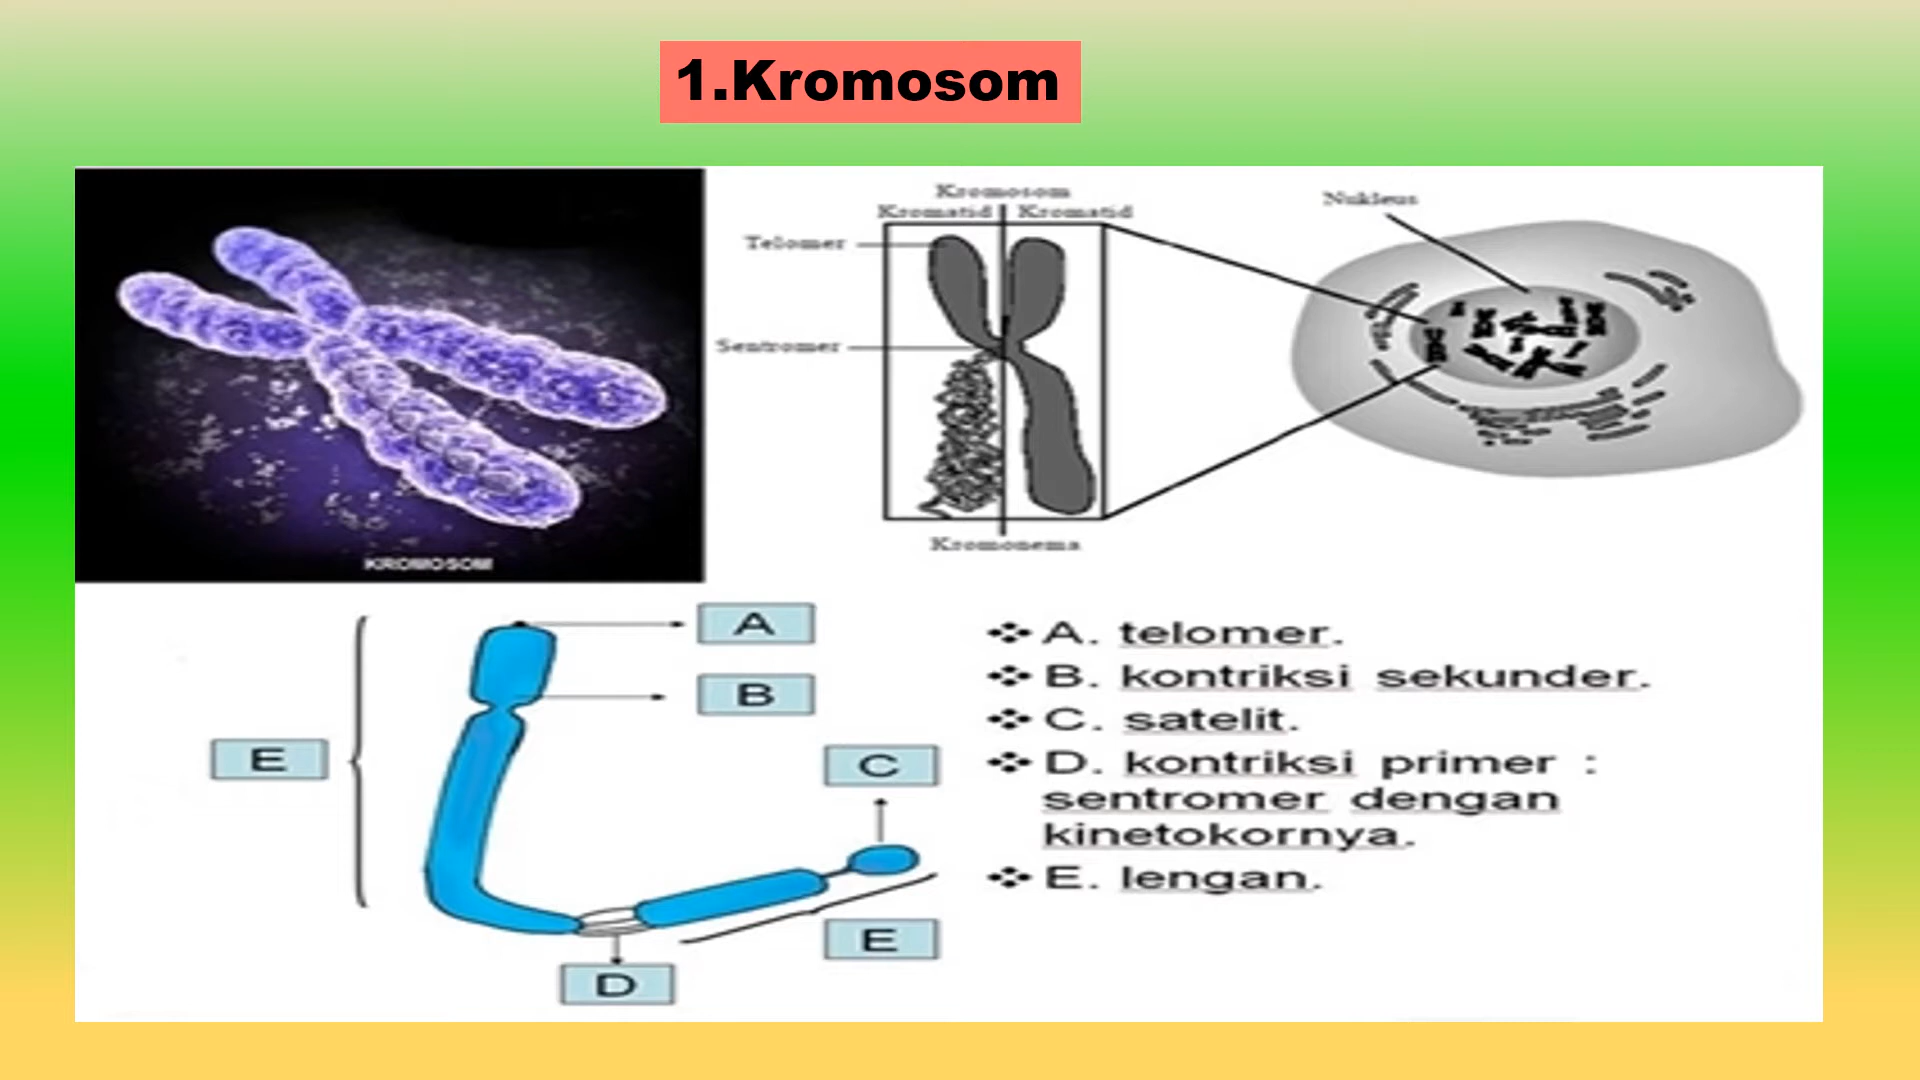 1.Kromosom
KROMOSOM
Kromosom
Kromatid Kromatid
Telomer
Sentromer
Kromonema
Nukleus
A
B
C
E
E
D
A. telomer.
B. kontriksi sekunder.
C. satelit.
D. kontriksi primer :
sentromer dengan
kinetokornya.
E. lengan.